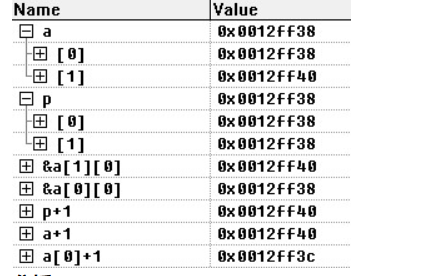 Name Value
a 0x0012ff38
[0] 0x0012ff38
[1] 0x0012ff40
p 0x0012ff38
[0] 0x0012ff38
[1] 0x0012ff38
&a[1][0] 0x0012ff40
&a[0][0] 0x0012ff38
p+1 0x0012ff40
a+1 0x0012ff40
a[0]+1 0x0012ff3c